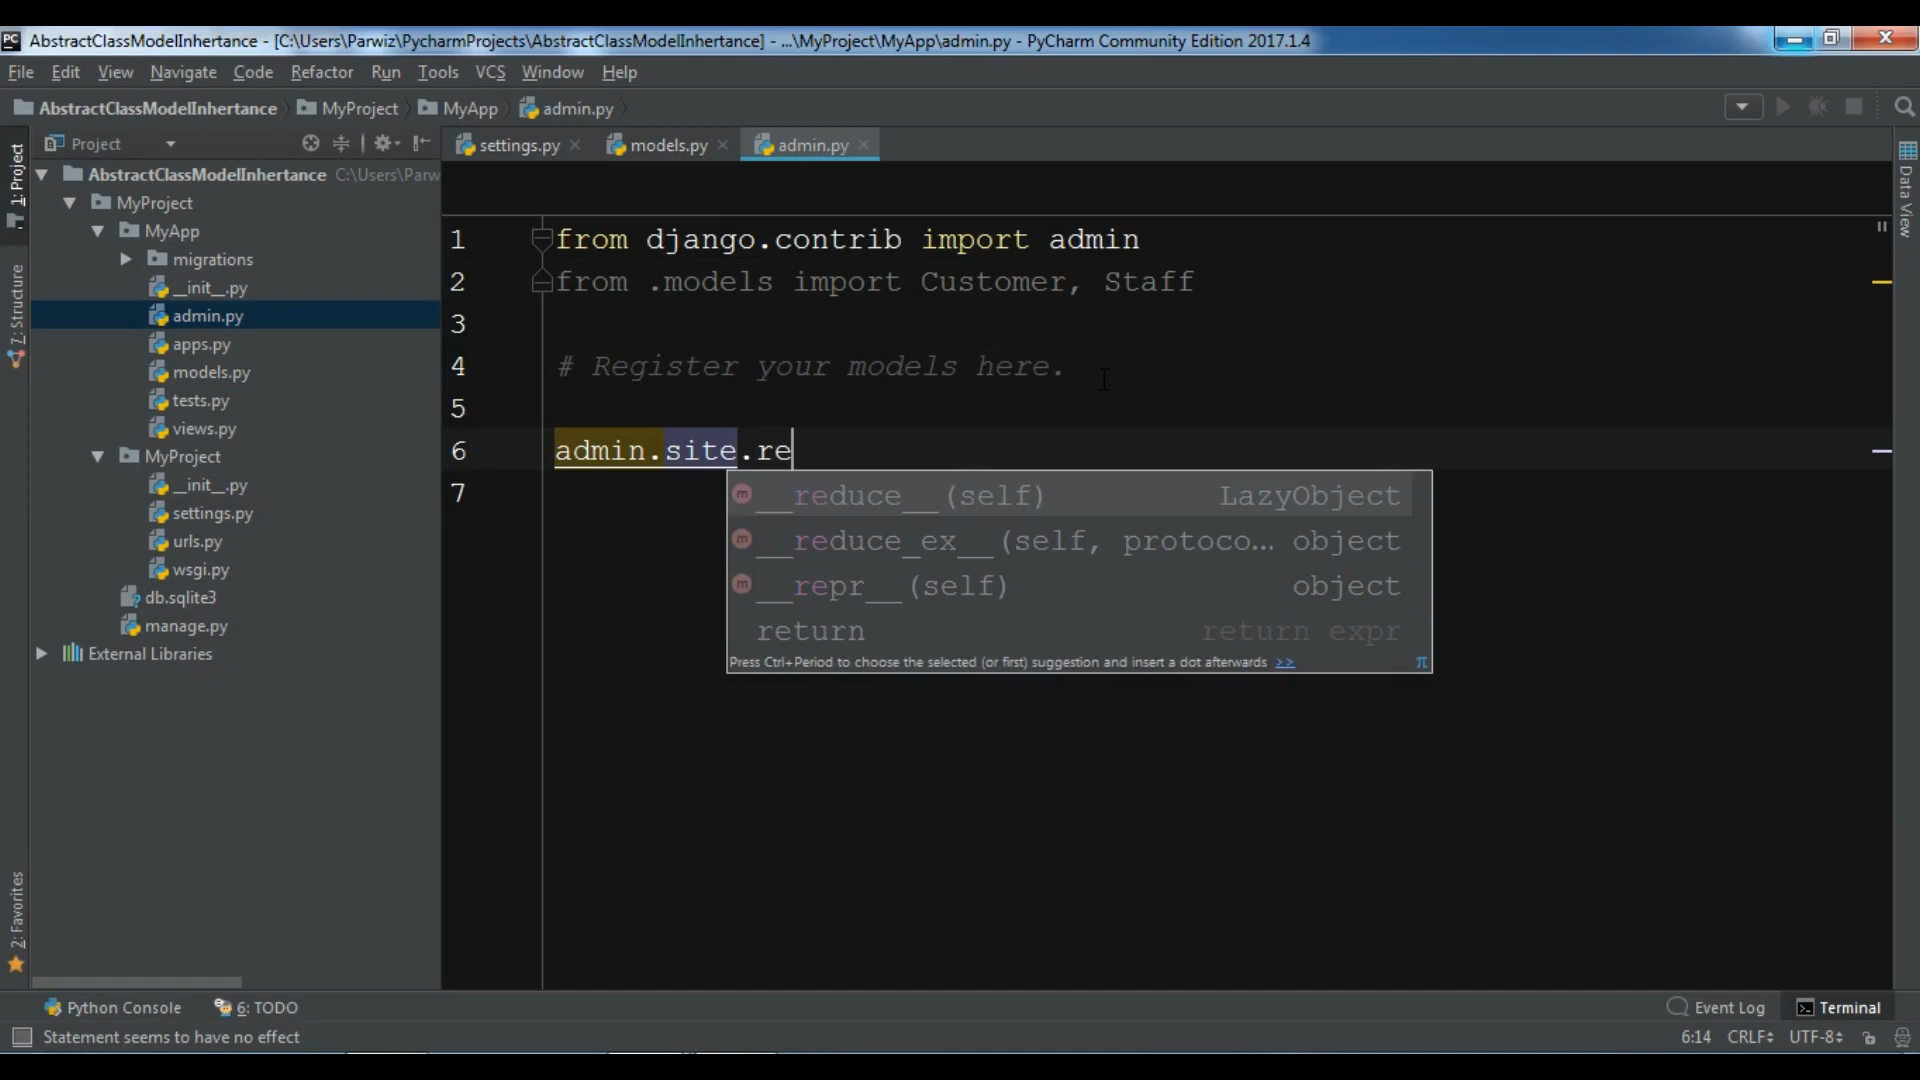 PC AbstractClassModelInhertance - [C:\Users\Parwiz\PycharmProjects\AbstractClassModelInhertance] - ...\MyProject\MyApp\admin.py - PyCharm Community Edition 2017.1.4
File Edit View Navigate Code Refactor Run Tools VCS Window Help
AbstractClassModelInhertance MyProject MyApp admin.py
Project
settings.py models.py admin.py
1: Project
7: Structure
2: Favorites
AbstractClassModelInhertance C:\Users\Parw
MyProject
MyApp
migrations
__init__.py
admin.py
apps.py
models.py
tests.py
views.py
MyProject
__init__.py
settings.py
urls.py
wsgi.py
db.sqlite3
manage.py
External Libraries
1 from django.contrib import admin
2 from .models import Customer, Staff
3
4 # Register your models here.
5
6 admin.site.re
7
__reduce__(self) LazyObject
__reduce_ex__(self, protoco... object
__repr__(self) object
return return expr
Press Ctrl+Period to choose the selected (or first) suggestion and insert a dot afterwards >> π
Data View
Python Console 6: TODO Event Log Terminal
Statement seems to have no effect 6:14 CRLF UTF-8